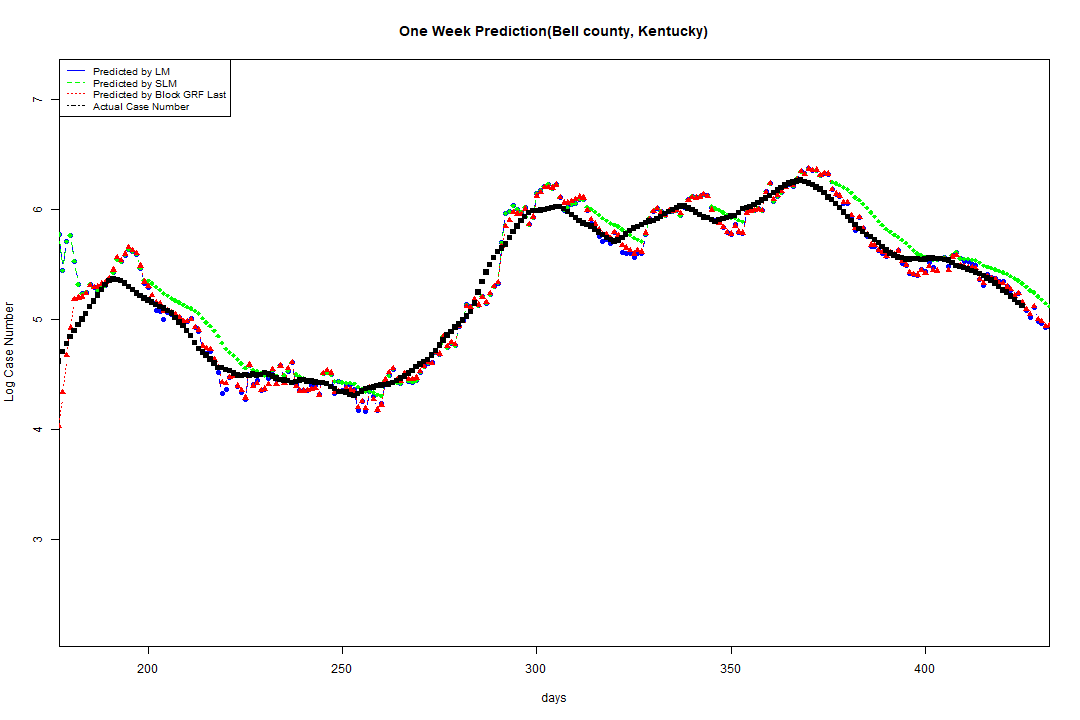 One Week Prediction(Bell county, Kentucky)
Predicted by LM
Predicted by SLM
Predicted by Block GRF Last
Actual Case Number
7
6
5
4
3
Log Case Number
200
250
300
350
400
days